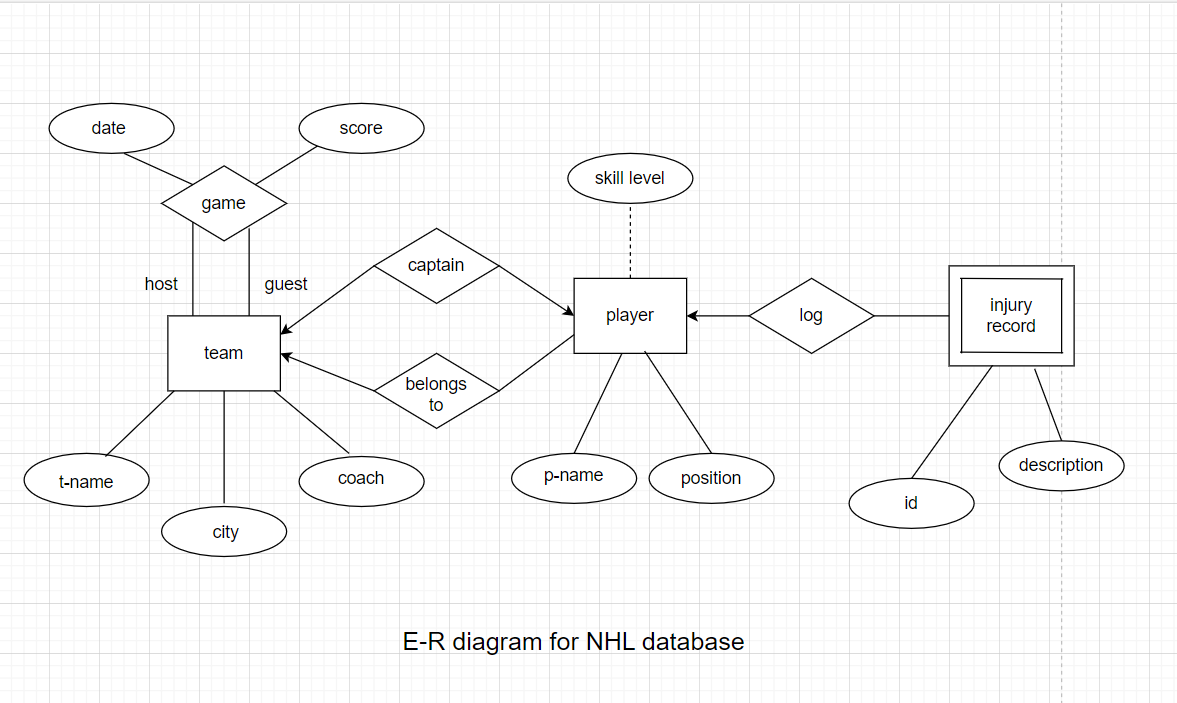 date
score
skill level
game
captain
host
guest
injury
record
player
log
team
belongs
to
description
p-name
position
coach
t-name
id
city
E-R diagram for NHL database